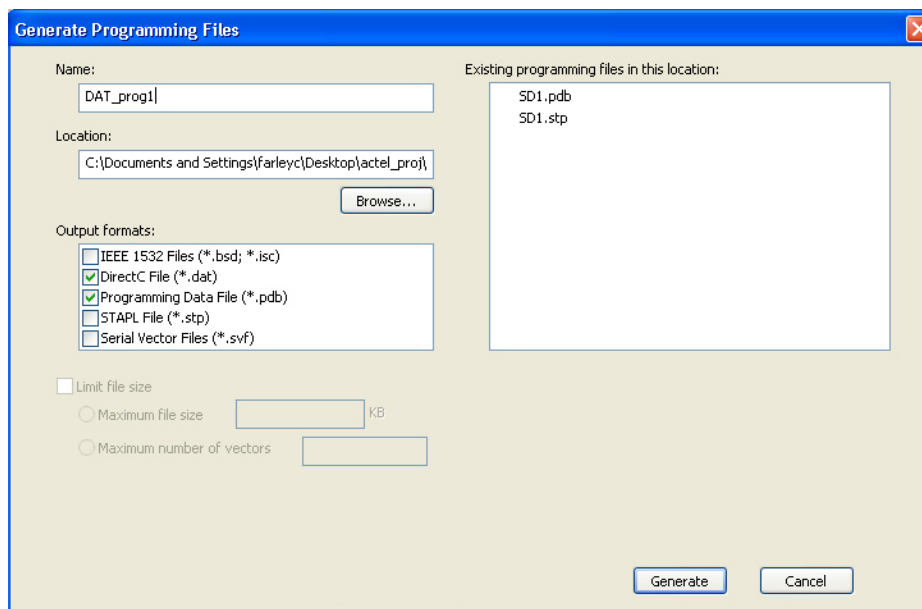 Generate Programming Files
Name:
DAT_prog1
Location:
C:\Documents and Settings\farleyc\Desktop\actel_proj\
Browse...
Output formats:
IEEE 1532 Files (*.bsd; *.isc)
DirectC File (*.dat)
Programming Data File (*.pdb)
STAPL File (*.stp)
Serial Vector Files (*.svf)
Limit file size
Maximum file size
KB
Maximum number of vectors
Existing programming files in this location:
SD1.pdb
SD1.stp
Generate
Cancel